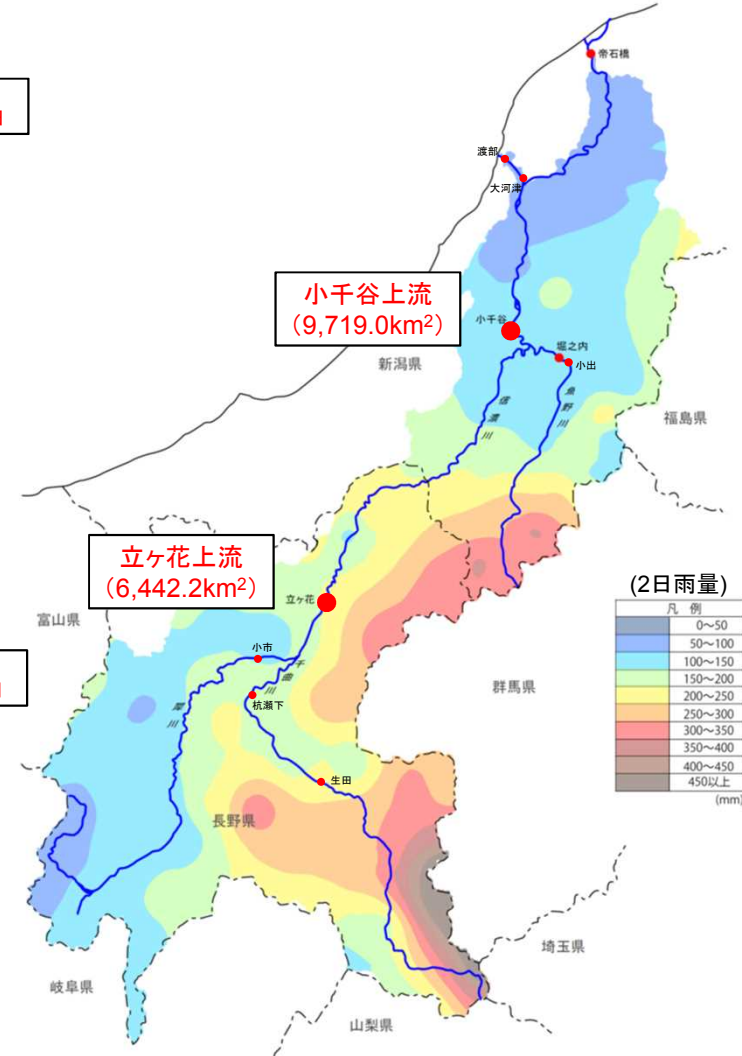 帝石橋
渡部
大河津
小千谷上流
(9,719.0km²)
小千谷
堀之内
小出
新潟県
信濃川
魚野川
福島県
立ヶ花上流
(6,442.2km²)
立ヶ花
(2日雨量)
凡 例
0～50
50～100
100～150
150～200
200～250
250～300
300～350
350～400
400～450
450以上
(mm)
富山県
小市
千曲川
群馬県
杭瀬下
犀川
生田
長野県
埼玉県
岐阜県
山梨県